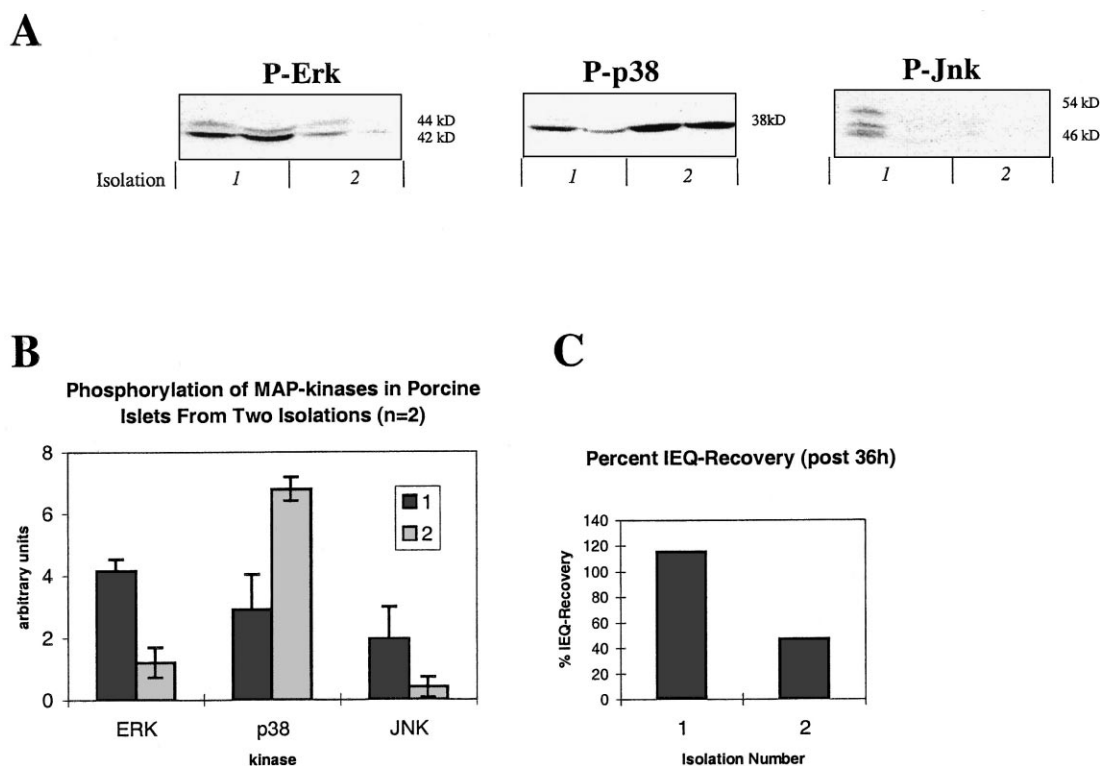 A
P-Erk
44 kD
42 kD
Isolation 1 2
P-p38
38kD
1 2
P-Jnk
54 kD
46 kD
1 2
B
Phosphorylation of MAP-kinases in Porcine
Islets From Two Isolations (n=2)
8
6
4
2
0
arbitrary units
1
2
ERK p38 JNK
kinase
C
Percent IEQ-Recovery (post 36h)
140
120
100
80
60
40
20
0
% IEQ-Recovery
1 2
Isolation Number